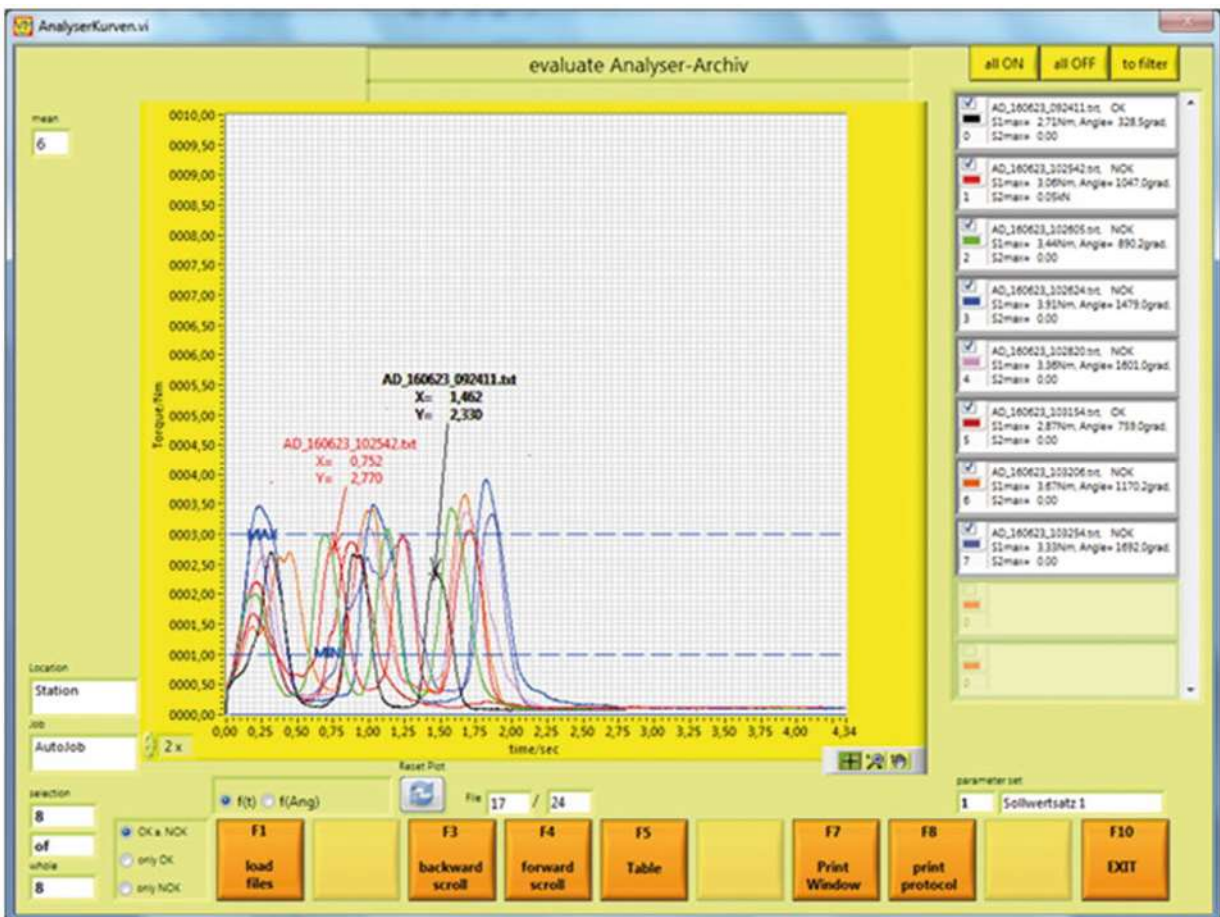 AnalyserKurven.vi
evaluate Analyser-Archiv
all ON
all OFF
to filter
mean
6
0010,00
0009,50
0009,00
0008,50
0008,00
0007,50
0007,00
0006,50
0006,00
0005,50
0005,00
0004,50
0004,00
0003,50
0003,00
0002,50
0002,00
0001,50
0001,00
0000,50
0000,00
Torque/Nm
AD_160623_092411.txt
X= 1,462
Y= 2,330
AD_160623_102542.txt
X= 0,752
Y= 2,770
MAX
MIN
0,00 0,25 0,50 0,75 1,00 1,25 1,50 1,75 2,00 2,25 2,50 2,75 3,00 3,25 3,50 3,75 4,00 4,34
time/sec
AD_160623_092411.txt, OK
S1max= 2.71Nm, Angle= 328.5grad,
0 S2max= 0.00
AD_160623_102542.txt, NOK
S1max= 3.06Nm, Angle= 1047.0grad,
1 S2max= 0.05kN
AD_160623_102605.txt, NOK
S1max= 3.44Nm, Angle= 890.2grad,
2 S2max= 0.00
AD_160623_102624.txt, NOK
S1max= 3.91Nm, Angle= 1479.0grad,
3 S2max= 0.00
AD_160623_102820.txt, NOK
S1max= 3.36Nm, Angle= 1601.0grad,
4 S2max= 0.00
AD_160623_103154.txt, OK
S1max= 2.87Nm, Angle= 759.0grad,
5 S2max= 0.00
AD_160623_103206.txt, NOK
S1max= 3.67Nm, Angle= 1170.2grad,
6 S2max= 0.00
AD_160623_103254.txt, NOK
S1max= 3.33Nm, Angle= 1692.0grad,
7 S2max= 0.00
0
0
Location
Station
Job
AutoJob
2 x
Reset Plot
parameter set
1 Sollwertsatz 1
selection
8
of
whole
8
f(t) f(Ang)
File 17 / 24
OK a. NOK
only OK
only NOK
F1
load
files
F3
backward
scroll
F4
forward
scroll
F5
Table
F7
Print
Window
F8
print
protocol
F10
EXIT